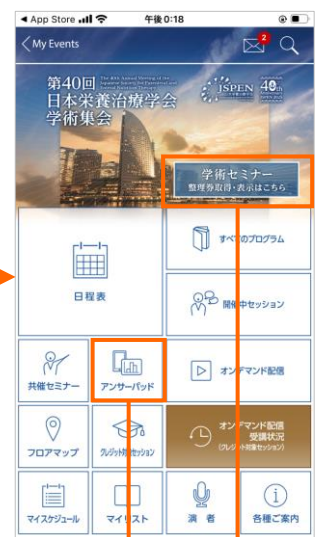 App Store 午後0:18
My Events
2
第40回
日本栄養治療学会
学術集会
The 40th Annual Meeting of the
JSPEN 40th
学術セミナー
整理券取得・表示はこちら
日程表
すべてのプログラム
開催中セッション
共催セミナー
アンサーパッド
オンデマンド配信
フロアマップ
クレジット対象セッション
オンデマンド配信
受講状況
(クレジット対象セッション)
マイスケジュール
マイリスト
演 者
各種ご案内